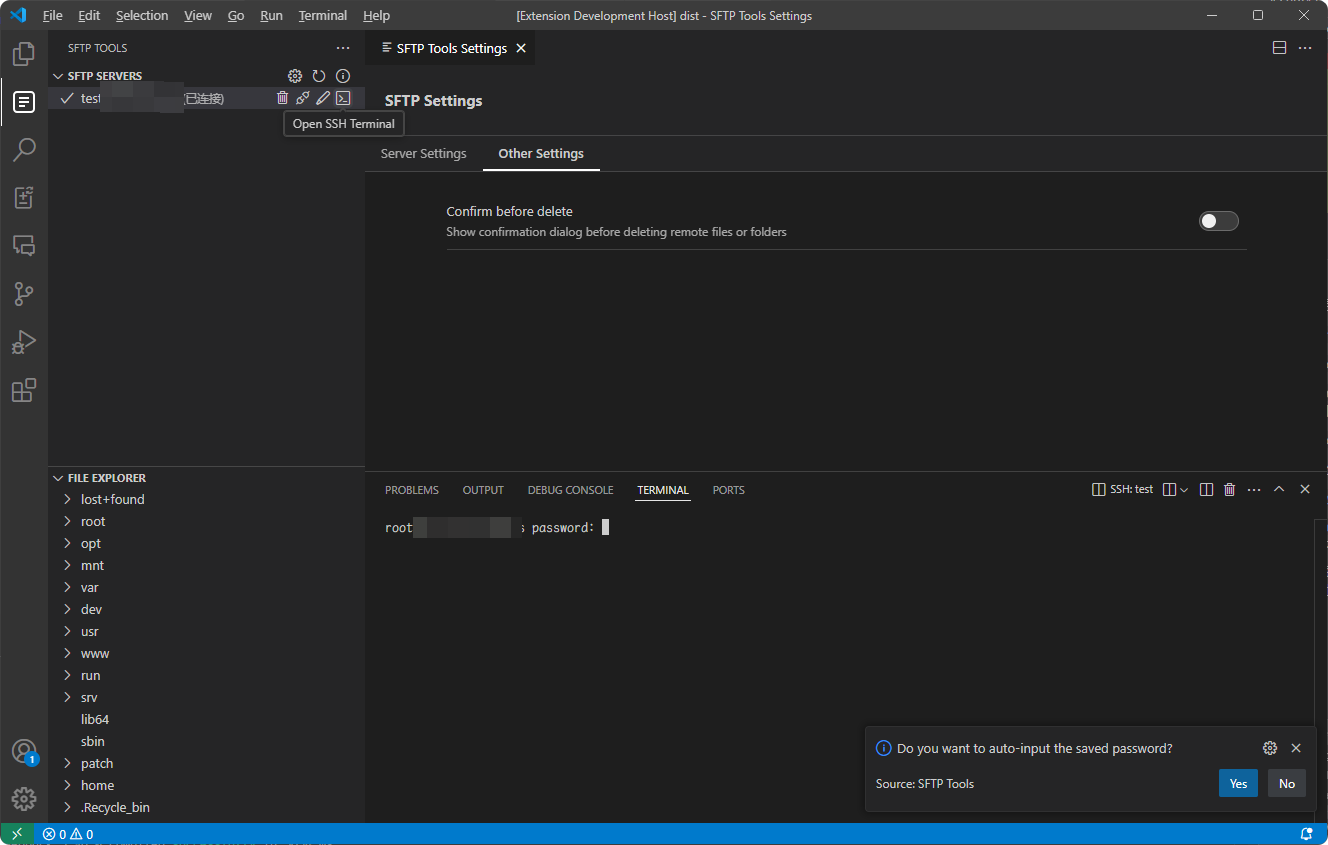 File Edit Selection View Go Run Terminal Help
[Extension Development Host] dist - SFTP Tools Settings
SFTP TOOLS
SFTP SERVERS
test (已连接)
Open SSH Terminal
SFTP Tools Settings
SFTP Settings
Server Settings Other Settings
Confirm before delete
Show confirmation dialog before deleting remote files or folders
FILE EXPLORER
lost+found
root
opt
mnt
var
dev
usr
www
run
srv
lib64
sbin
patch
home
.Recycle_bin
PROBLEMS OUTPUT DEBUG CONSOLE TERMINAL PORTS
SSH: test
root s password:
Do you want to auto-input the saved password?
Source: SFTP Tools
Yes No
1
0 0